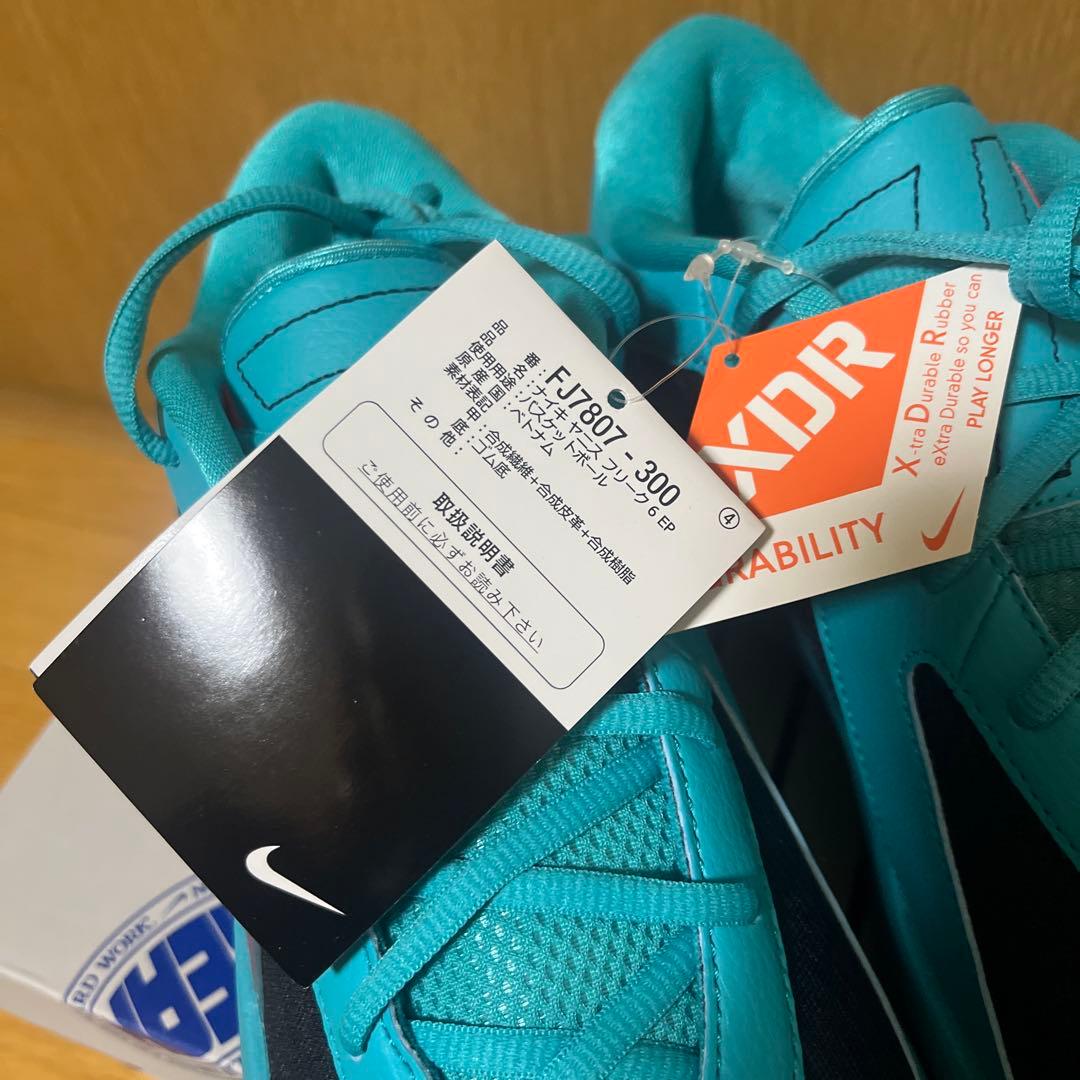 品番：FJ7807 - 300
品名：ナイキ ヤニス フリーク 6 EP
使用用途：バスケットボール
原産国：ベトナム
素材表記
甲：合成繊維+合成皮革+合成樹脂
底：ゴム底
その他：
④
取扱説明書
ご使用前に必ずお読み下さい
XDR
X-tra Durable Rubber
eXtra Durable so you can
PLAY LONGER
RABILITY
RD WORK